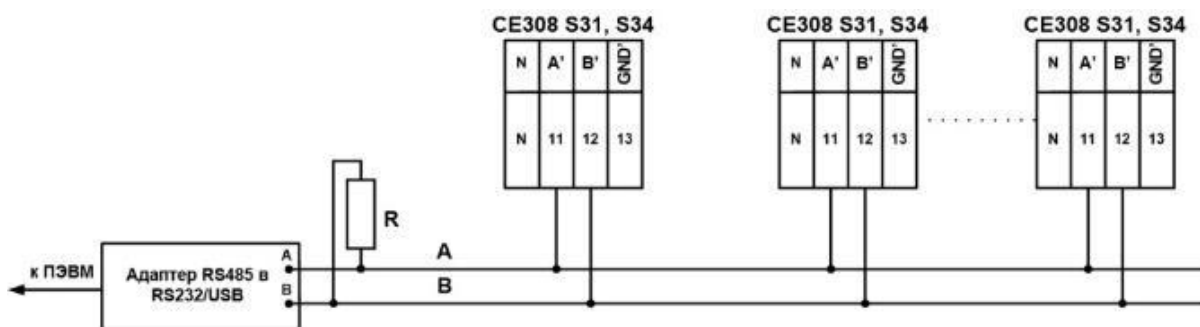 CE308 S31, S34
CE308 S31, S34
CE308 S31, S34
N A' B' GND'
N A' B' GND'
N A' B' GND'
N 11 12 13
N 11 12 13
N 11 12 13
R
A
B
к ПЭВМ
Адаптер RS485 в
RS232/USB
A
B